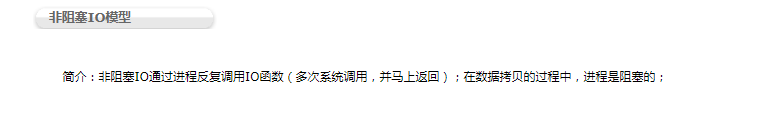 非阻塞IO模型
简介：非阻塞IO通过进程反复调用IO函数（多次系统调用，并马上返回）；在数据拷贝的过程中，进程是阻塞的；